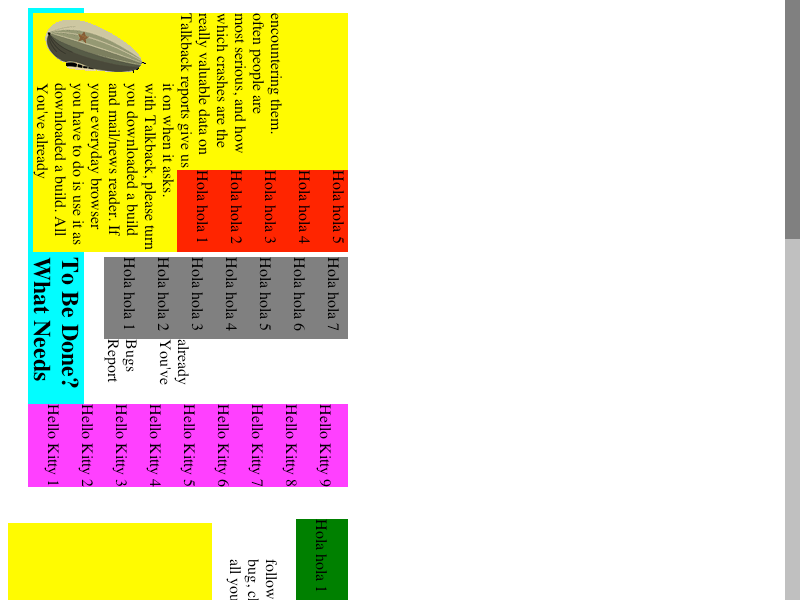 You've already
downloaded a build. All
you have to do is use it as
your everyday browser
and mail/news reader. If
you downloaded a build
with Talkback, please turn
it on when it asks.
Talkback reports give us
really valuable data on
which crashes are the
most serious, and how
often people are
encountering them.
Hola hola 1
Hola hola 2
Hola hola 3
Hola hola 4
Hola hola 5
What Needs
To Be Done?
Hola hola 1
Hola hola 2
Hola hola 3
Hola hola 4
Hola hola 5
Hola hola 6
Hola hola 7
Report
Bugs
You've
already
Hello Kitty 1
Hello Kitty 2
Hello Kitty 3
Hello Kitty 4
Hello Kitty 5
Hello Kitty 6
Hello Kitty 7
Hello Kitty 8
Hello Kitty 9
all you
bug,
follow
Hola hola 1